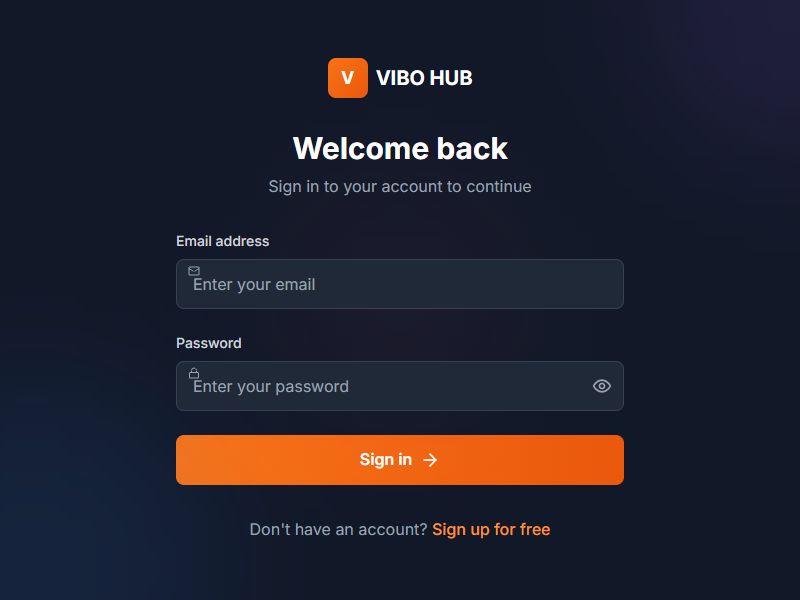 V VIBO HUB
Welcome back
Sign in to your account to continue
Email address
Enter your email
Password
Enter your password
Sign in
Don't have an account? Sign up for free